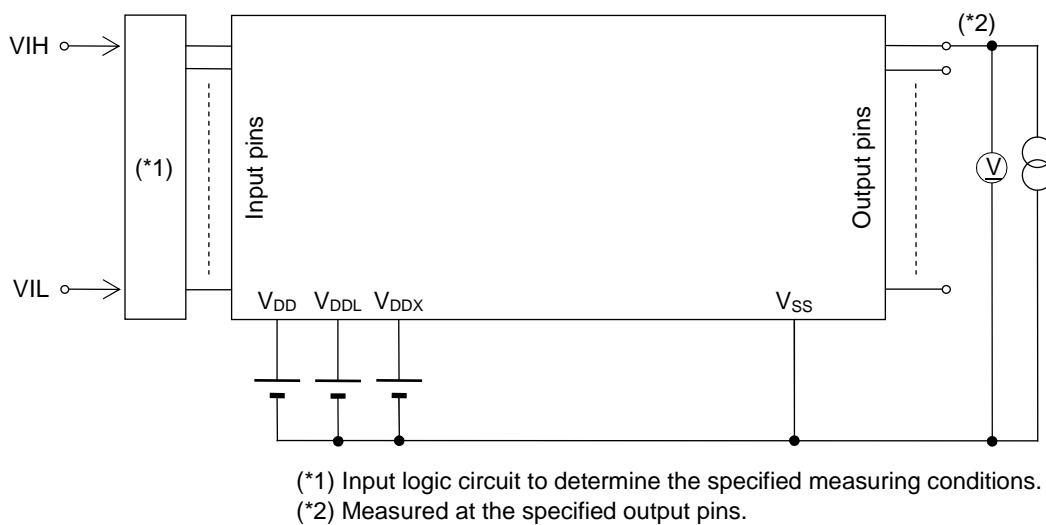 (*2)
VIH
(*1)
Input pins
Output pins
V
VIL
VDD VDDL VDDX VSS
(*1) Input logic circuit to determine the specified measuring conditions.
(*2) Measured at the specified output pins.